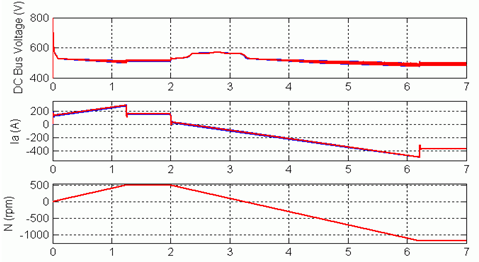 DC Bus Voltage (V)
800
600
400
0 1 2 3 4 5 6 7
Ia (A)
200
0
-200
-400
0 1 2 3 4 5 6 7
N (rpm)
500
0
-500
-1000
0 1 2 3 4 5 6 7